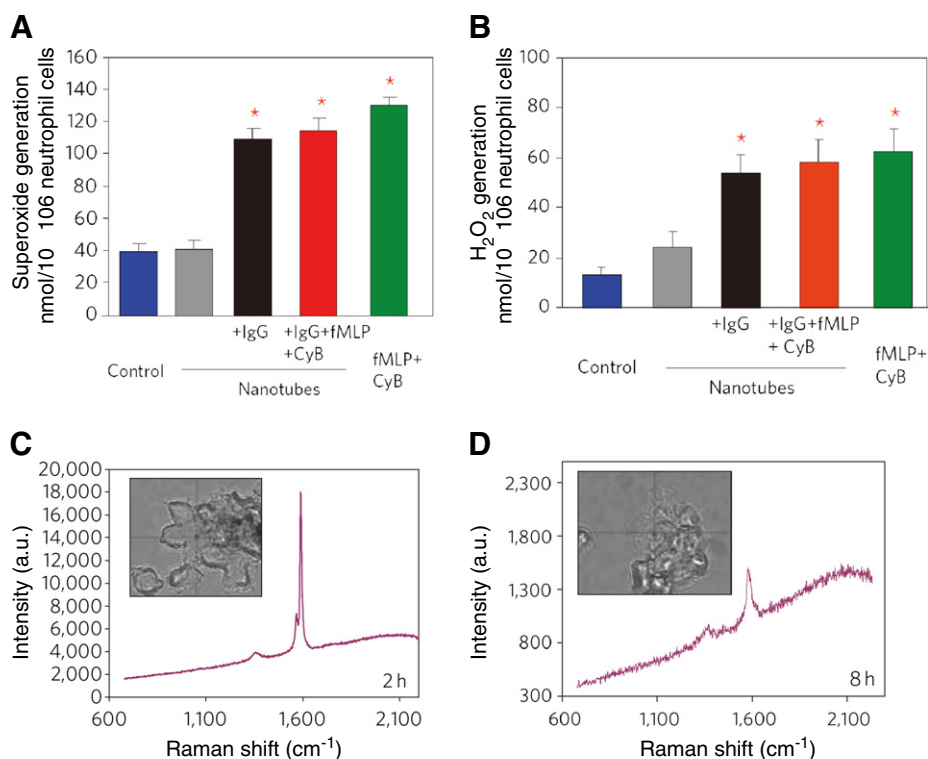 A
Superoxide generation
nmol/10 106 neutrophil cells
160
140
120
100
80
60
40
20
0
+IgG
+IgG+fMLP
+CyB
fMLP+
CyB
Control
Nanotubes
B
H2O2 generation
nmol/10 106 neutrophil cells
100
80
60
40
20
0
+IgG
+IgG+fMLP
+ CyB
fMLP+
CyB
Control
Nanotubes
C
Intensity (a.u.)
20,000
18,000
16,000
14,000
12,000
10,000
8,000
6,000
4,000
2,000
0
2 h
600 1,100 1,600 2,100
Raman shift (cm-1)
D
Intensity (a.u.)
2,300
1,800
1,300
800
300
8 h
600 1,100 1,600 2,100
Raman shift (cm-1)